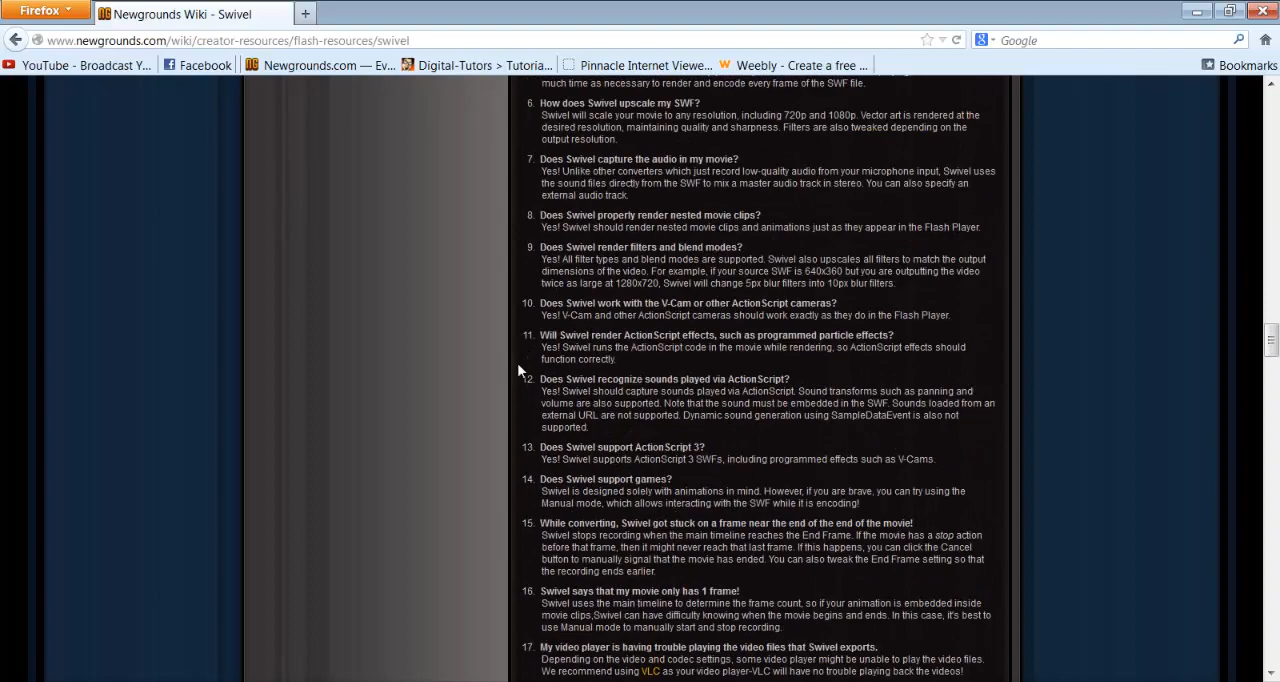 Firefox
Newgrounds Wiki - Swivel
www.newgrounds.com/wiki/creator-resources/flash-resources/swivel
Google
YouTube - Broadcast Y...
Facebook
Newgrounds.com — Ev...
Digital-Tutors > Tutoria...
Pinnacle Internet Viewe...
Weebly - Create a free ...
Bookmarks
much time as necessary to render and encode every frame of the SWF file.
6. How does Swivel upscale my SWF?
Swivel will scale your movie to any resolution, including 720p and 1080p. Vector art is rendered at the
desired resolution, maintaining quality and sharpness. Filters are also tweaked depending on the
output resolution.
7. Does Swivel capture the audio in my movie?
Yes! Unlike other converters which just record low-quality audio from your microphone input, Swivel uses
the sound files directly from the SWF to mix a master audio track in stereo. You can also specify an
external audio track.
8. Does Swivel properly render nested movie clips?
Yes! Swivel should render nested movie clips and animations just as they appear in the Flash Player.
9. Does Swivel render filters and blend modes?
Yes! All filter types and blend modes are supported. Swivel also upscales all filters to match the output
dimensions of the video. For example, if your source SWF is 640x360 but you are outputing the video
twice as large at 1280x720, Swivel will change 5px blur filters into 10px blur filters.
10. Does Swivel work with the V-Cam or other ActionScript cameras?
Yes! V-Cam and other ActionScript cameras should work exactly as they do in the Flash Player.
11. Will Swivel render ActionScript effects, such as programmed particle effects?
Yes! Swivel runs the ActionScript code in the movie while rendering, so ActionScript effects should
function correctly.
12. Does Swivel recognize sounds played via ActionScript?
Yes! Swivel should capture sounds played via ActionScript. Sound transforms such as panning and
volume are also supported. Note that the sound must be embedded in the SWF. Sounds loaded from an
external URL are not supported. Dynamic sound generation using SampleDataEvent is also not
supported.
13. Does Swivel support ActionScript 3?
Yes! Swivel supports ActionScript 3 SWFs, including programmed effects such as V-Cams.
14. Does Swivel support games?
Swivel is designed solely with animations in mind. However, if you are brave, you can try using the
Manual mode, which allows interacting with the SWF while it is encoding!
15. While converting, Swivel got stuck on a frame near the end of the end of the movie!
Swivel stops recording when the main timeline reaches the End Frame. If the movie has a stop action
before that frame, then it might never reach that last frame. If this happens, you can click the Cancel
button to manually signal that the movie has ended. You can also tweak the End Frame setting so that
the recording ends earlier.
16. Swivel says that my movie only has 1 frame!
Swivel uses the main timeline to determine the frame count, so if your animation is embedded inside
movie clips,Swivel can have difficulty knowing when the movie begins and ends. In this case, it's best to
use Manual mode to manually start and stop recording.
17. My video player is having trouble playing the video files that Swivel exports.
Depending on the video and codec settings, some video player might be unable to play the video files.
We recommend using VLC as your video player-VLC will have no trouble playing back the videos!